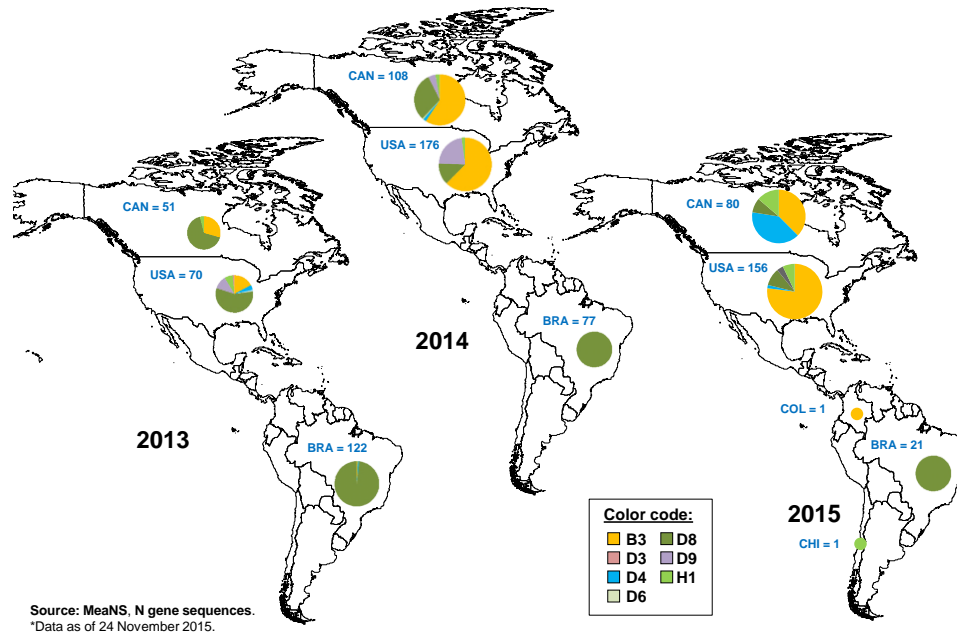 CAN = 108
USA = 176
CAN = 51
CAN = 80
USA = 70
USA = 156
BRA = 77
2014
COL = 1
2013
BRA = 122
BRA = 21
Color code:
B3 D8
D3 D9
D4 H1
D6
2015
CHI = 1
Source: MeaNS, N gene sequences.
*Data as of 24 November 2015.